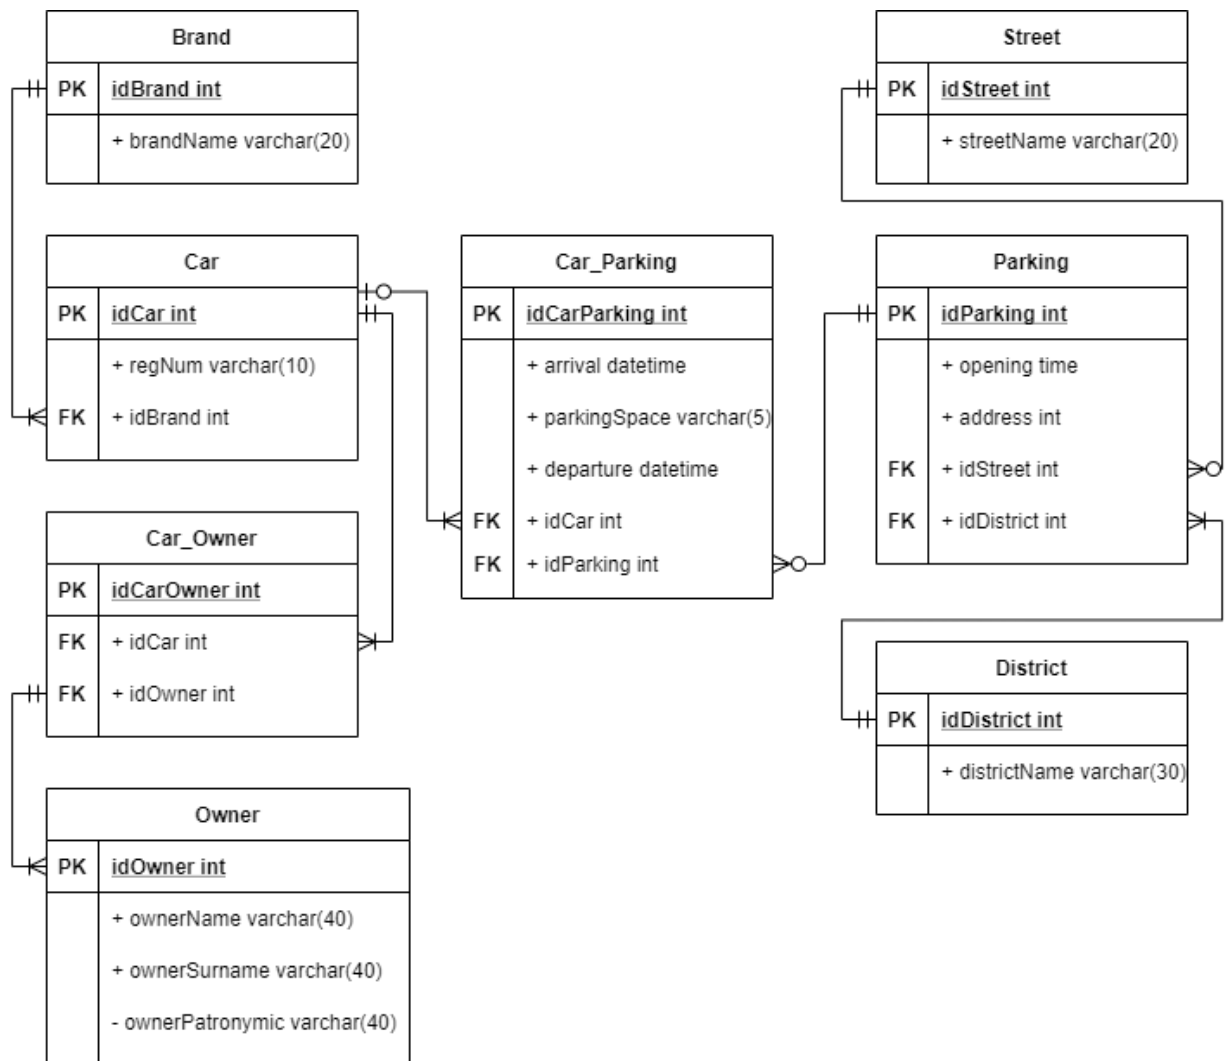 Brand
PK idBrand int
+ brandName varchar(20)
Street
PK idStreet int
+ streetName varchar(20)
Car
PK idCar int
+ regNum varchar(10)
FK + idBrand int
Car_Parking
PK idCarParking int
+ arrival datetime
+ parkingSpace varchar(5)
+ departure datetime
FK + idCar int
FK + idParking int
Parking
PK idParking int
+ opening time
+ address int
FK + idStreet int
FK + idDistrict int
Car_Owner
PK idCarOwner int
FK + idCar int
FK + idOwner int
District
PK idDistrict int
+ districtName varchar(30)
Owner
PK idOwner int
+ ownerName varchar(40)
+ ownerSurname varchar(40)
- ownerPatronymic varchar(40)